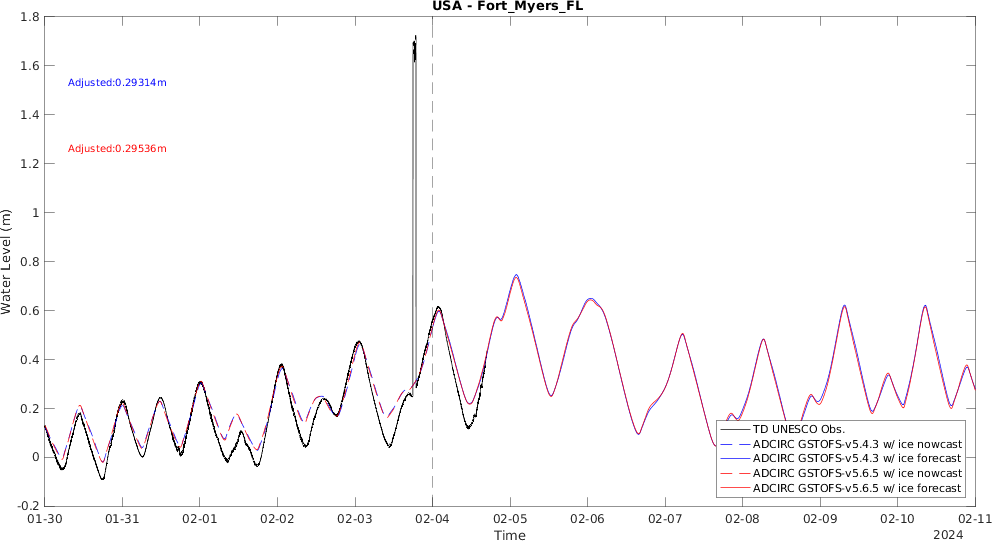 USA - Fort_Myers_FL
1.8
1.6
1.4
1.2
1
0.8
0.6
0.4
0.2
0
-0.2
Water Level (m)
Adjusted:0.29314m
Adjusted:0.29536m
TD UNESCO Obs.
ADCIRC GSTOFS-v5.4.3 w/ ice nowcast
ADCIRC GSTOFS-v5.4.3 w/ ice forecast
ADCIRC GSTOFS-v5.6.5 w/ ice nowcast
ADCIRC GSTOFS-v5.6.5 w/ ice forecast
01-30 01-31 02-01 02-02 02-03 02-04 02-05 02-06 02-07 02-08 02-09 02-10 02-11
Time
2024